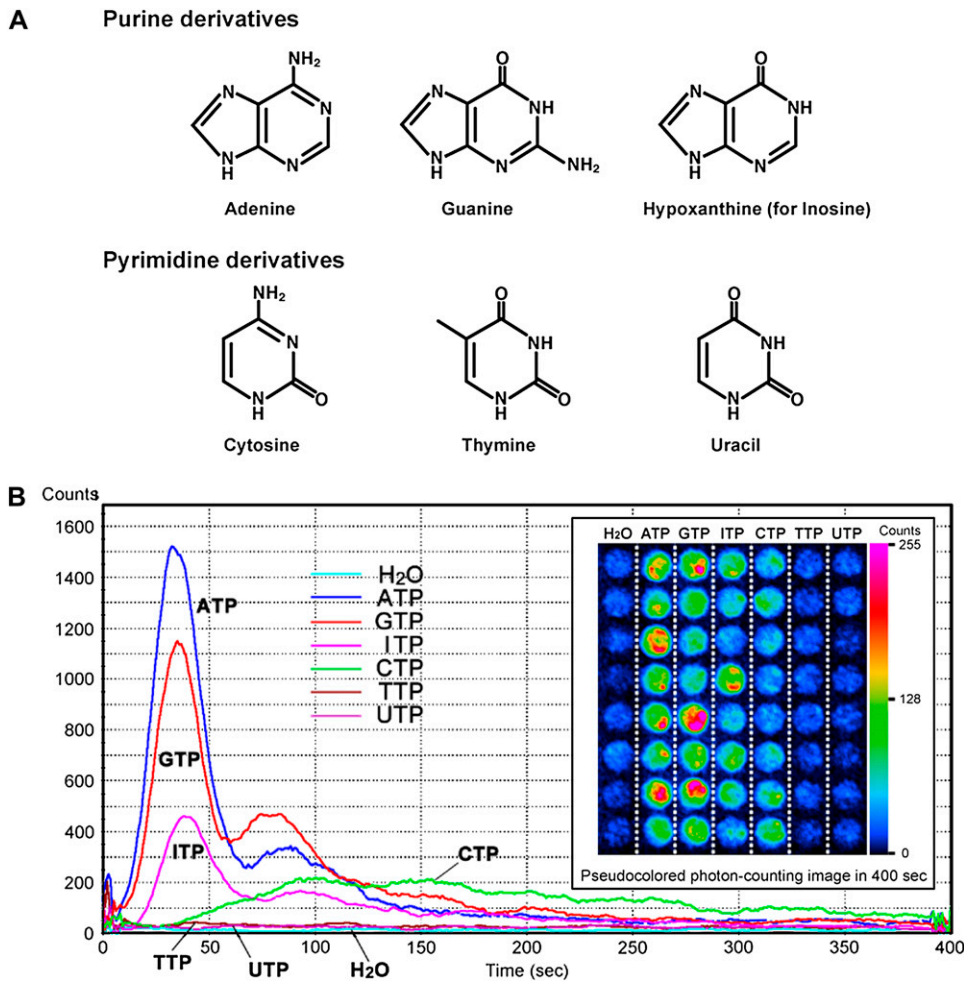 A
Purine derivatives
NH₂
N
N
N
H
N
Adenine
O
N
NH
N
H
N
NH₂
Guanine
O
N
NH
N
H
N
Hypoxanthine (for Inosine)
Pyrimidine derivatives
NH₂
N
N
H
O
Cytosine
O
NH
N
H
O
Thymine
O
NH
N
H
O
Uracil
B
Counts
1600
1400
1200
1000
800
600
400
200
0
0
50
100
150
200
250
300
350
400
Time (sec)
ATP
GTP
ITP
CTP
TTP
UTP
H₂O
H₂O
ATP
GTP
ITP
CTP
TTP
UTP
H₂O ATP GTP ITP CTP TTP UTP
Counts
255
128
0
Pseudocolored photon-counting image in 400 sec